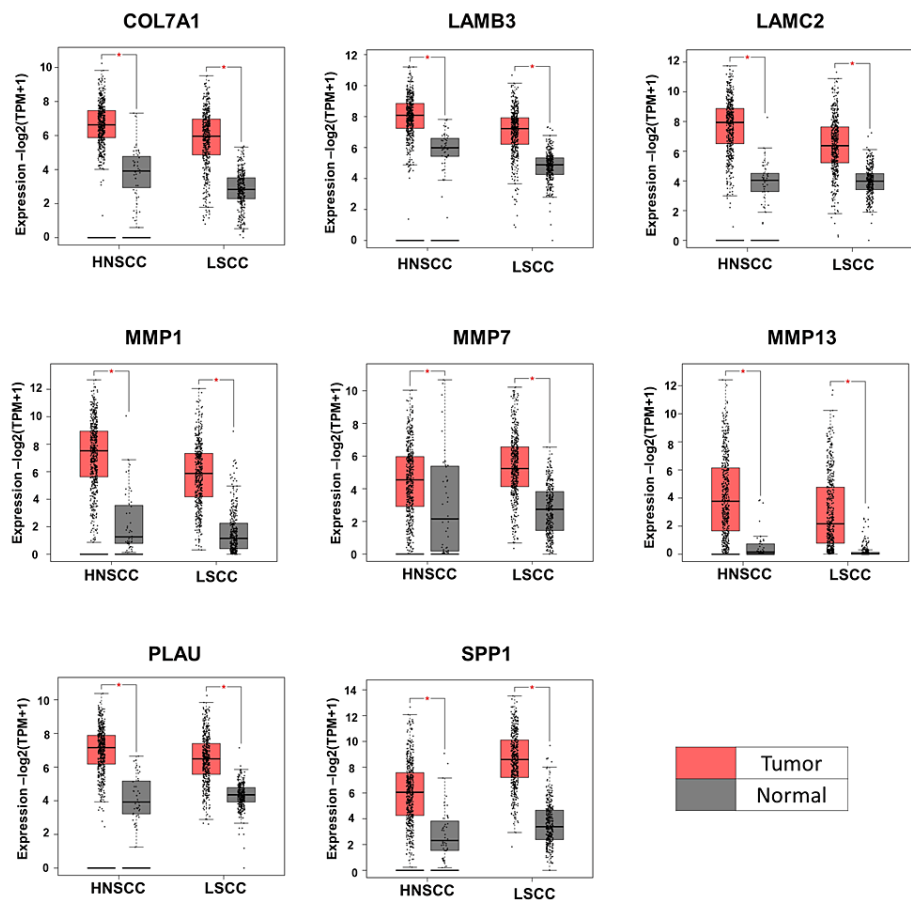 COL7A1
LAMB3
LAMC2
Expression –log2(TPM+1)
10
8
6
4
2
0
*
*
HNSCC
LSCC
Expression –log2(TPM+1)
12
10
8
6
4
2
0
*
*
HNSCC
LSCC
Expression –log2(TPM+1)
12
10
8
6
4
2
0
*
*
HNSCC
LSCC
MMP1
MMP7
MMP13
Expression –log2(TPM+1)
12
10
8
6
4
2
0
*
*
HNSCC
LSCC
Expression –log2(TPM+1)
10
8
6
4
2
0
*
*
HNSCC
LSCC
Expression –log2(TPM+1)
12
10
8
6
4
2
0
*
*
HNSCC
LSCC
PLAU
SPP1
Expression –log2(TPM+1)
10
8
6
4
2
0
*
*
HNSCC
LSCC
Expression –log2(TPM+1)
14
12
10
8
6
4
2
0
*
*
HNSCC
LSCC
Tumor
Normal